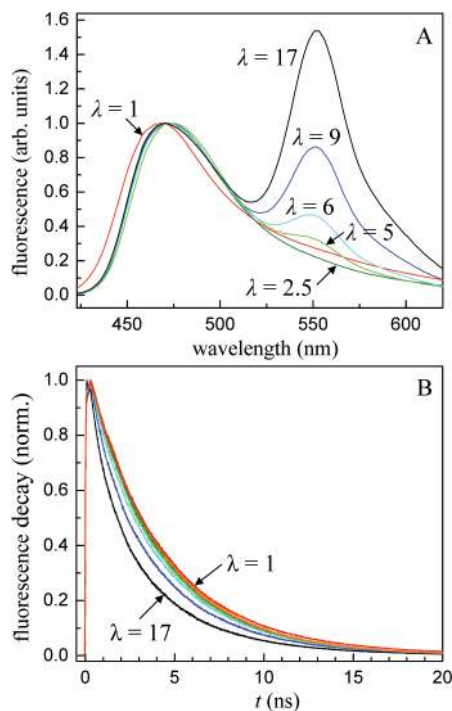 A
1.6
1.4
1.2
1.0
0.8
0.6
0.4
0.2
0.0
fluorescence (arb. units)
λ = 17
λ = 1
λ = 9
λ = 6
λ = 5
λ = 2.5
450 500 550 600
wavelength (nm)
B
1.0
0.8
0.6
0.4
0.2
0.0
fluorescence decay (norm.)
λ = 1
λ = 17
0 5 10 15 20
t (ns)